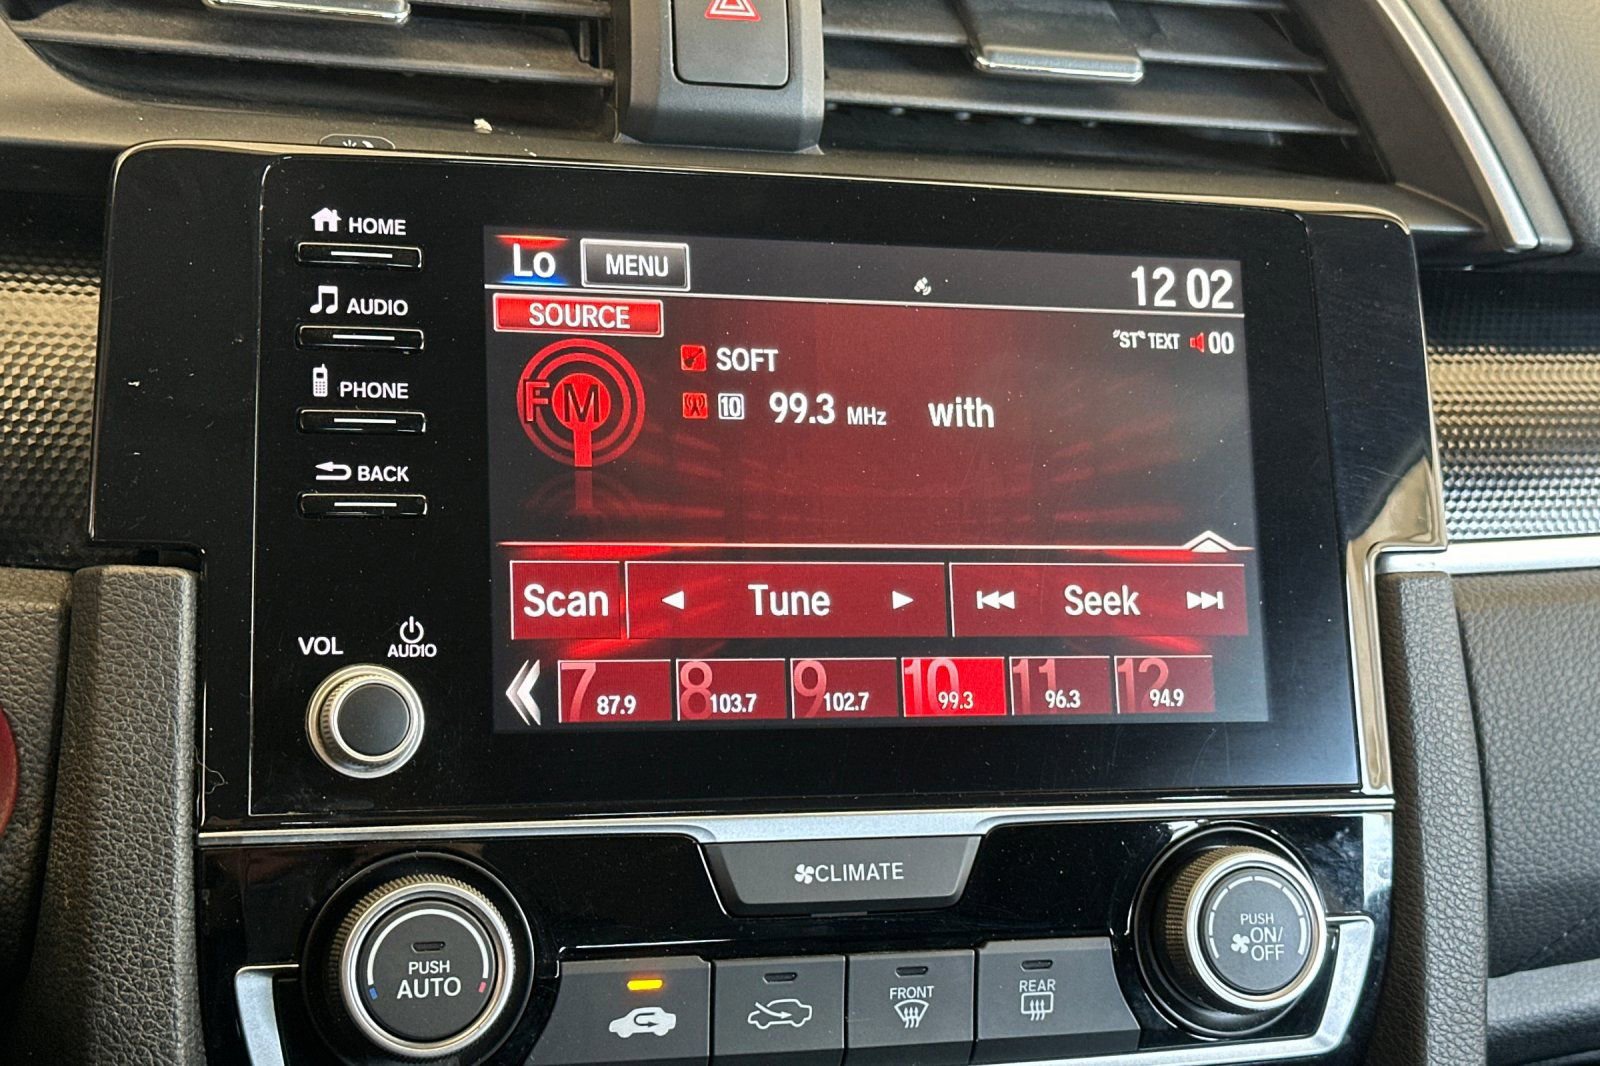 HOME
AUDIO
PHONE
BACK
VOL
AUDIO
Lo MENU 12 02
SOURCE
"ST" TEXT 00
FM
SOFT
10 99.3 MHz with
Scan Tune Seek
7 87.9 8 103.7 9 102.7 10 99.3 11 96.3 12 94.9
CLIMATE
PUSH
AUTO
FRONT
REAR
PUSH
ON/
OFF